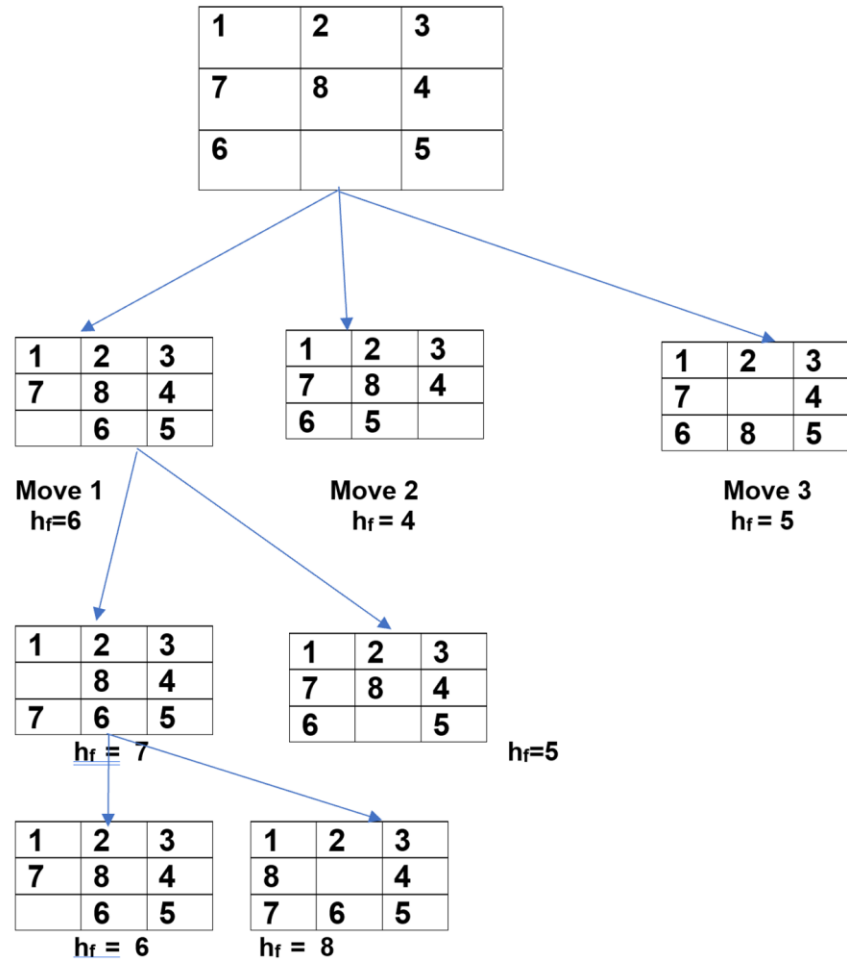 1 2 3
7 8 4
6 5
1 2 3
7 8 4
6 5
1 2 3
7 8 4
6 5
1 2 3
7 4
6 8 5
Move 1
hf=6
Move 2
hf = 4
Move 3
hf = 5
1 2 3
8 4
7 6 5
hf = 7
1 2 3
7 8 4
6 5
hf=5
1 2 3
7 8 4
6 5
hf = 6
1 2 3
8 4
7 6 5
hf = 8